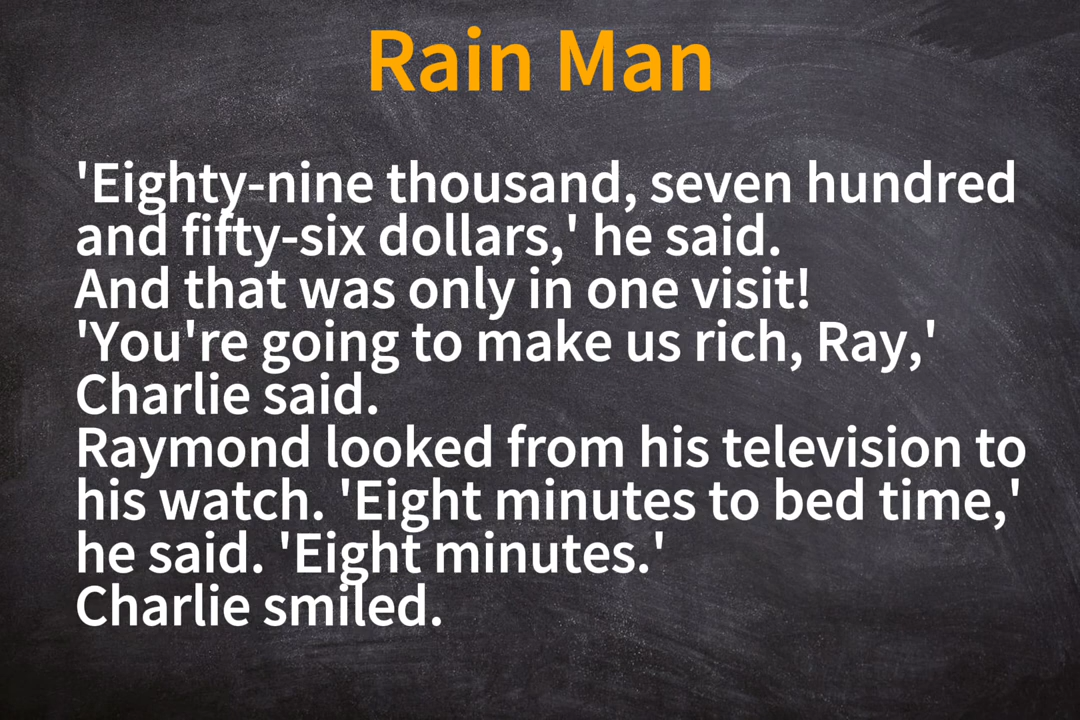 Rain Man
'Eighty-nine thousand, seven hundred
and fifty-six dollars,' he said.
And that was only in one visit!
'You're going to make us rich, Ray,'
Charlie said.
Raymond looked from his television to
his watch. 'Eight minutes to bed time,'
he said. 'Eight minutes.'
Charlie smiled.